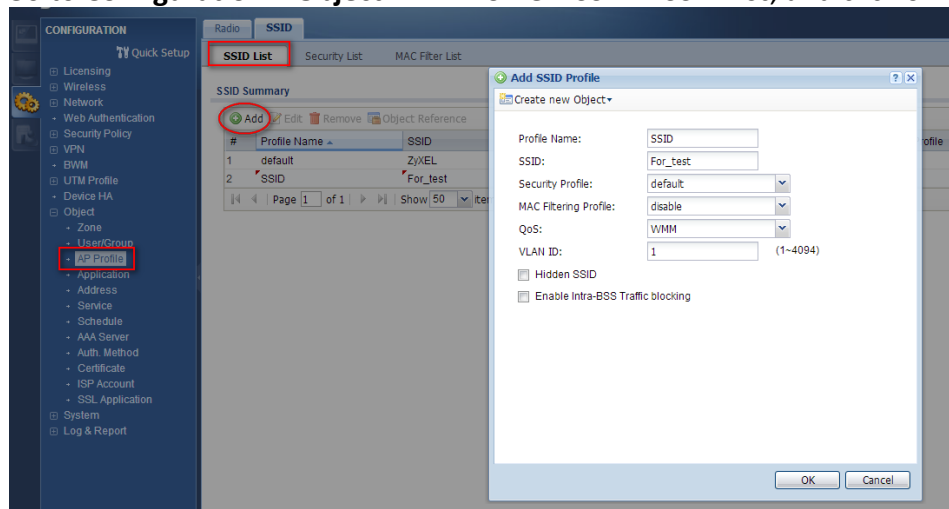 CONFIGURATION
Quick Setup
Licensing
Wireless
Network
Web Authentication
Security Policy
VPN
BWM
UTM Profile
Device HA
Object
Zone
User/Group
AP Profile
Application
Address
Service
Schedule
AAA Server
Auth. Method
Certificate
ISP Account
SSL Application
System
Log & Report
Radio SSID
SSID List Security List MAC Filter List
SSID Summary
Add Edit Remove Object Reference
# Profile Name SSID
1 default ZyXEL
2 SSID For_test
Page 1 of 1 Show 50
Add SSID Profile
Create new Object
Profile Name: SSID
SSID: For_test
Security Profile: default
MAC Filtering Profile: disable
QoS: WMM
VLAN ID: 1 (1~4094)
Hidden SSID
Enable Intra-BSS Traffic blocking
OK Cancel